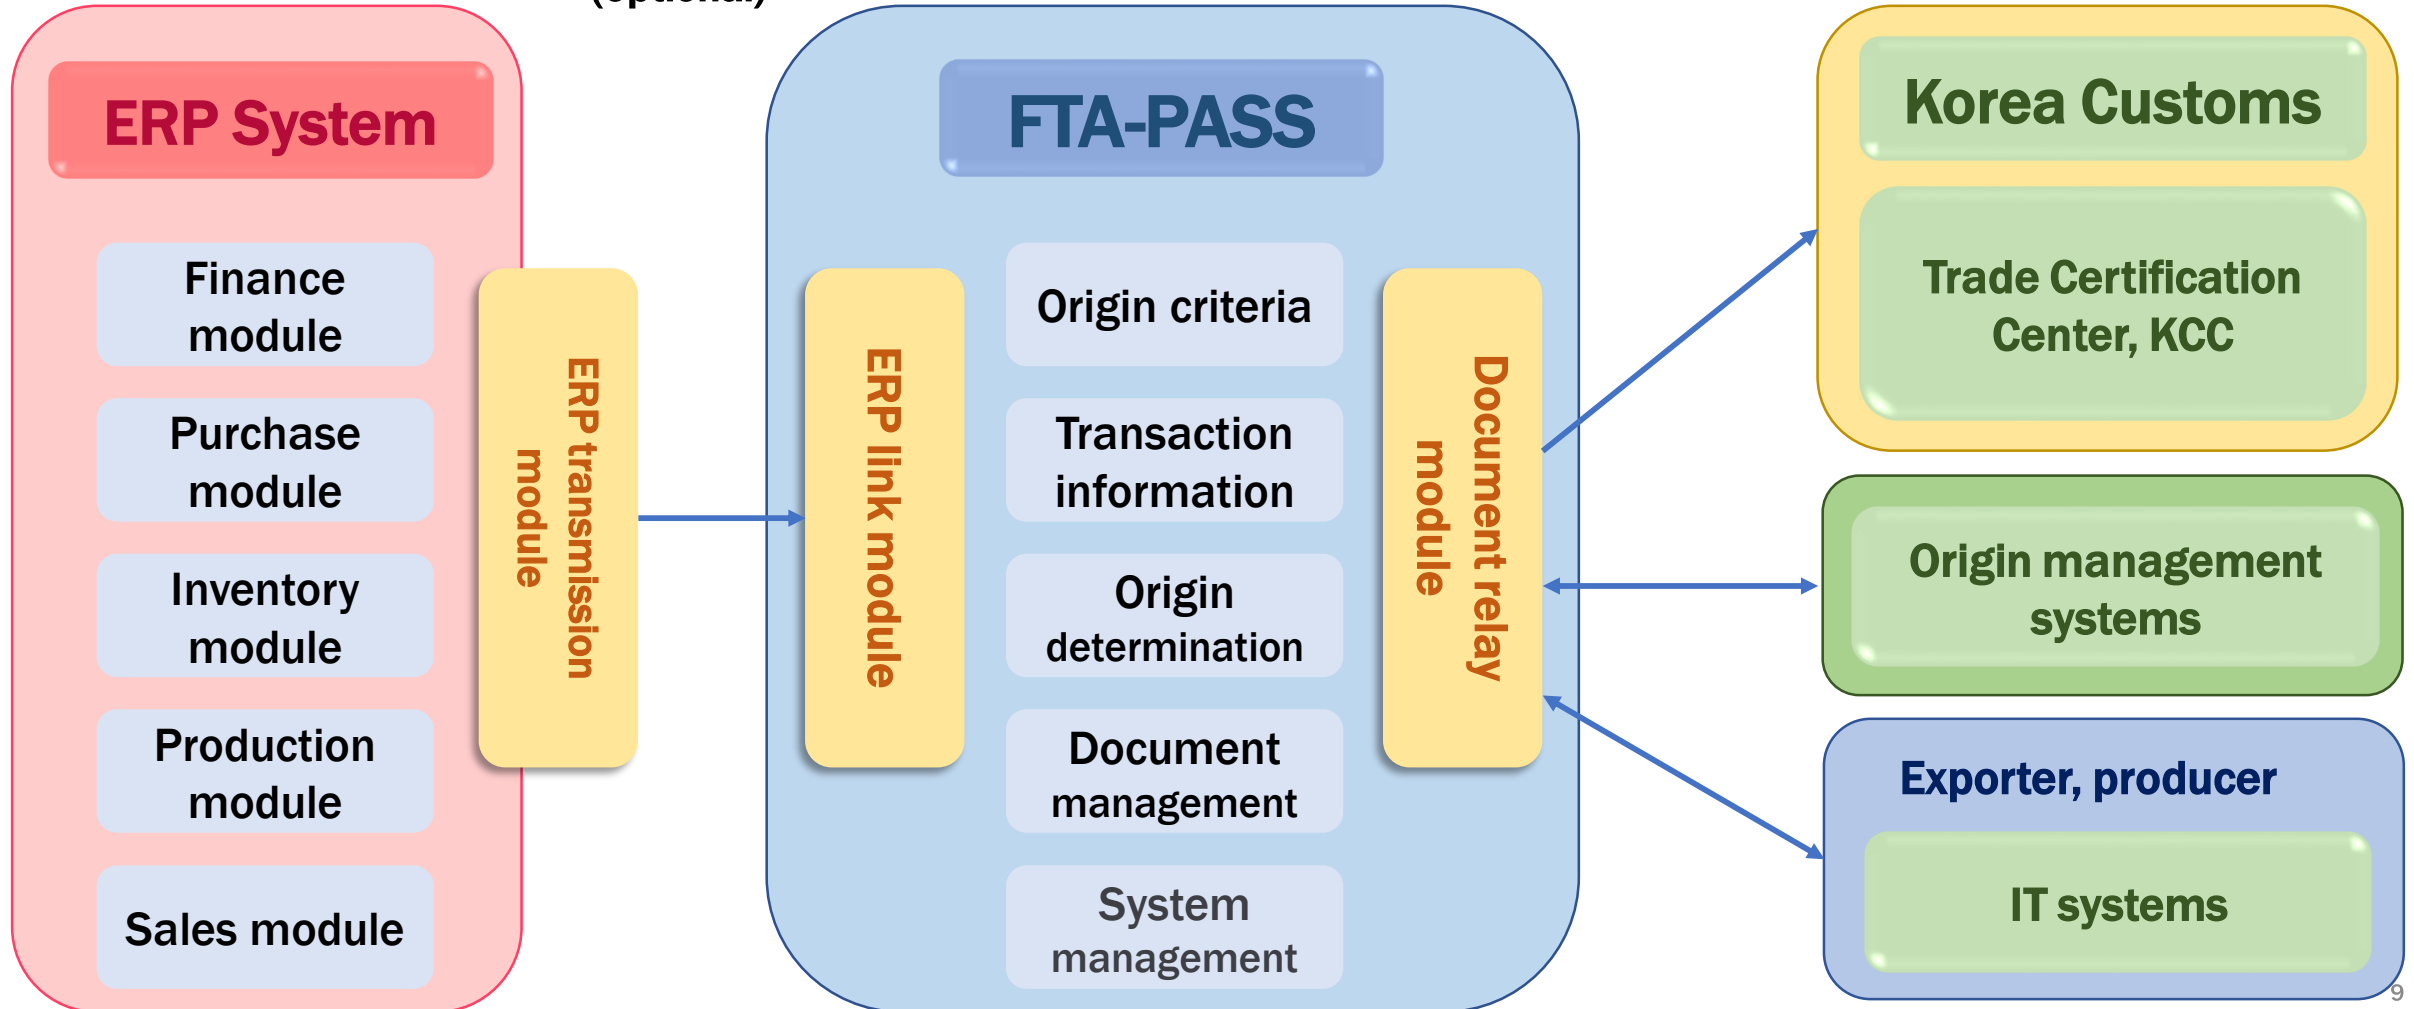 (optional)
ERP System
Finance
module
Purchase
module
Inventory
module
Production
module
Sales module
ERP transmission
module
FTA-PASS
ERP link module
Origin criteria
Transaction
information
Origin
determination
Document
management
System
management
Document relay
module
Korea Customs
Trade Certification
Center, KCC
Origin management
systems
Exporter, producer
IT systems
9